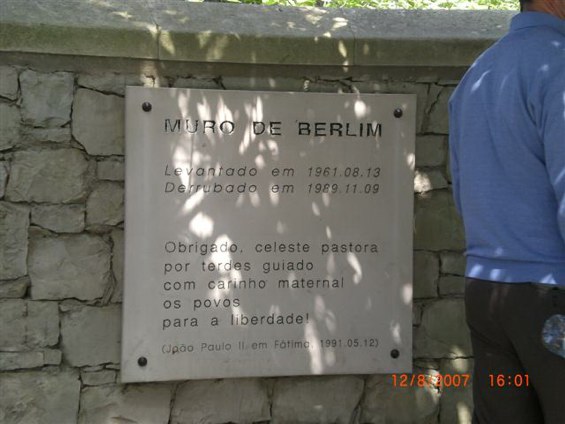 MURO DE BERLIM
Levantado em 1961.08.13
Derrubado em 1989.11.09
Obrigado, celeste pastora
por terdes guiado
com carinho maternal
os povos
para a liberdade!
(João Paulo II, em Fátima, 1991.05.12)
12/8/2007 16:01